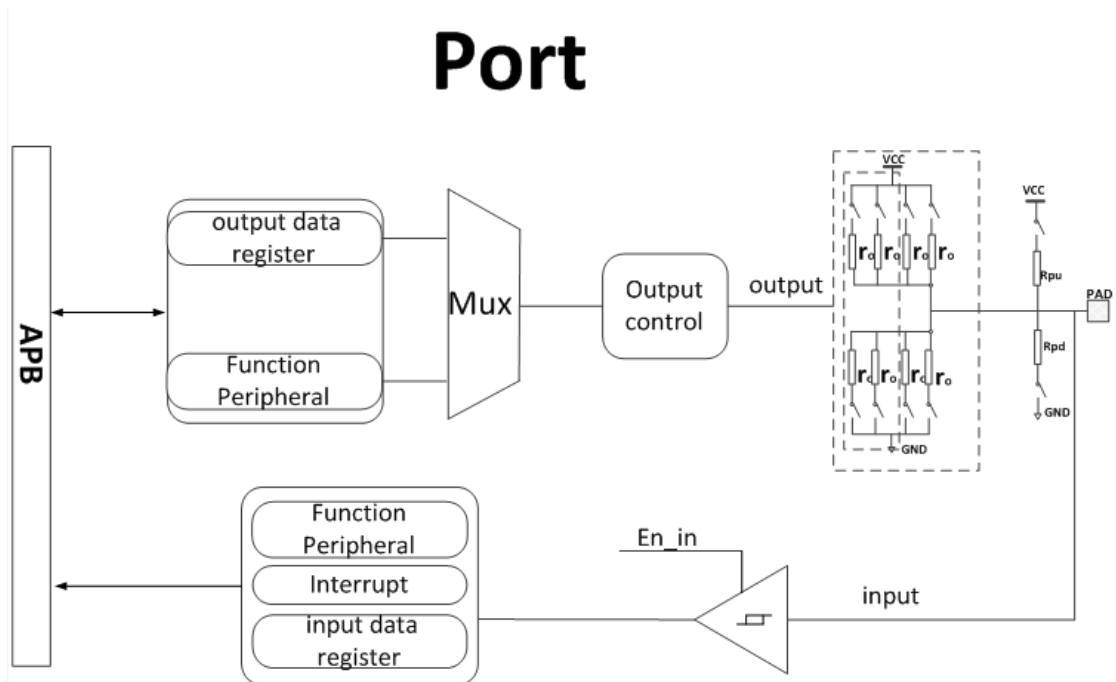 Port
APB
output data
register
Function
Peripheral
Mux
Output
control
output
VCC
ro ro ro ro
ro ro ro ro
GND
VCC
Rpu
PAD
Rpd
GND
Function
Peripheral
Interrupt
input data
register
En_in
input